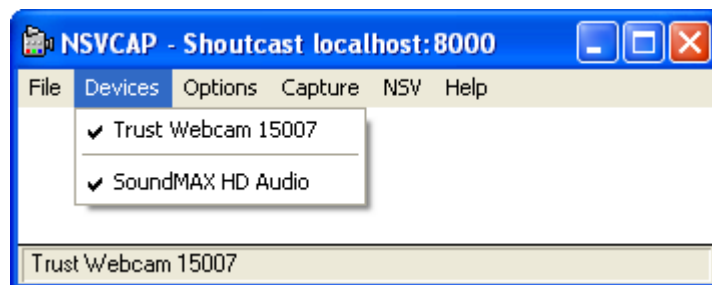 NSVCAP - Shoutcast localhost:8000
File Devices Options Capture NSV Help
Trust Webcam 15007
SoundMAX HD Audio
Trust Webcam 15007